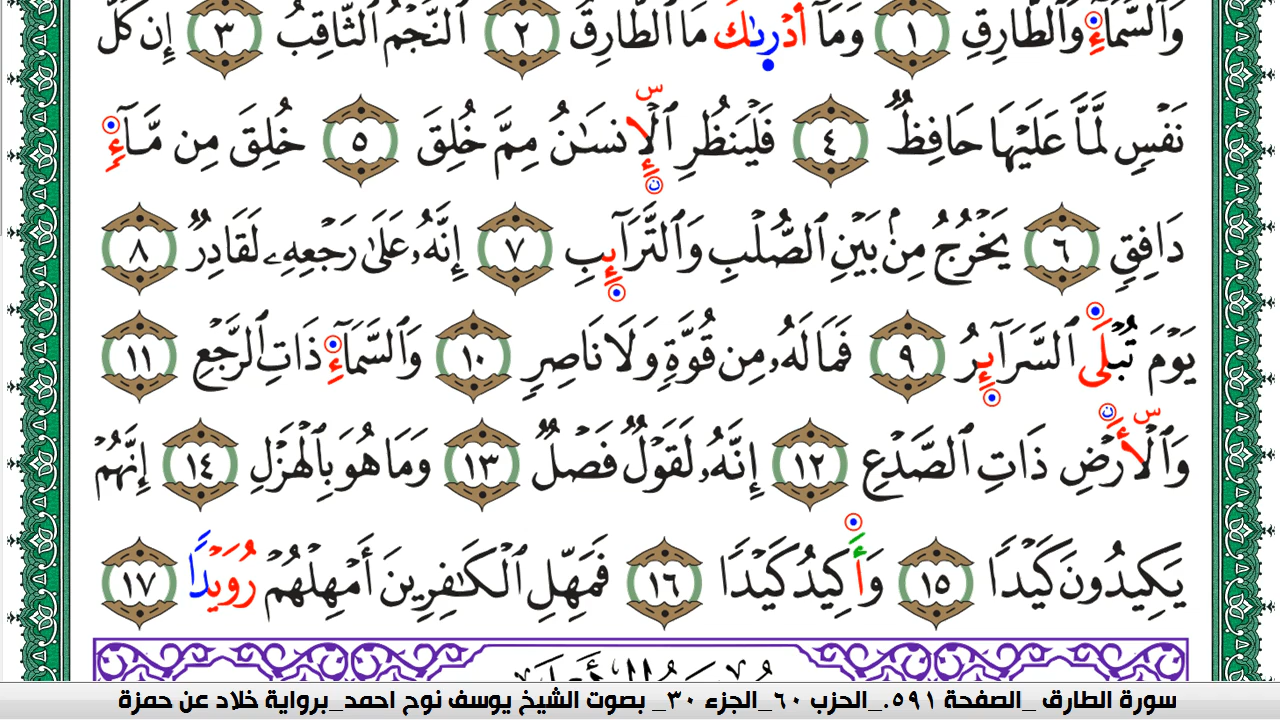 وَٱلسَّمَآءِ وَٱلطَّارِقِ ١ وَمَآ أَدْرَىٰكَ مَا ٱلطَّارِقُ ٢ ٱلنَّجْمُ ٱلثَّاقِبُ ٣ إِن كُلُّ
نَفْسٍ لَّمَّا عَلَيْهَا حَافِظٌ ٤ فَلْيَنظُرِ ٱلْإِنسَٰنُ مِمَّ خُلِقَ ٥ خُلِقَ مِن مَّآءٍ
دَافِقٍ ٦ يَخْرُجُ مِنۢ بَيْنِ ٱلصُّلْبِ وَٱلتَّرَآئِبِ ٧ إِنَّهُۥ عَلَىٰ رَجْعِهِۦ لَقَادِرٌ ٨
يَوْمَ تُبْلَى ٱلسَّرَآئِرُ ٩ فَمَا لَهُۥ مِن قُوَّةٍ وَلَا نَاصِرٍ ١٠ وَٱلسَّمَآءِ ذَاتِ ٱلرَّجْعِ ١١
وَٱلْأَرْضِ ذَاتِ ٱلصَّدْعِ ١٢ إِنَّهُۥ لَقَوْلٌ فَصْلٌ ١٣ وَمَا هُوَ بِٱلْهَزْلِ ١٤ إِنَّهُمْ
يَكِيدُونَ كَيْدًا ١٥ وَأَكِيدُ كَيْدًا ١٦ فَمَهِّلِ ٱلْكَٰفِرِينَ أَمْهِلْهُمْ رُوَيْدًا ١٧
سورة الطارق _الصفحة ٥٩١._الحزب ٦٠_الجزء ٣٠_ بصوت الشيخ يوسف نوح احمد_برواية خلاد عن حمزة